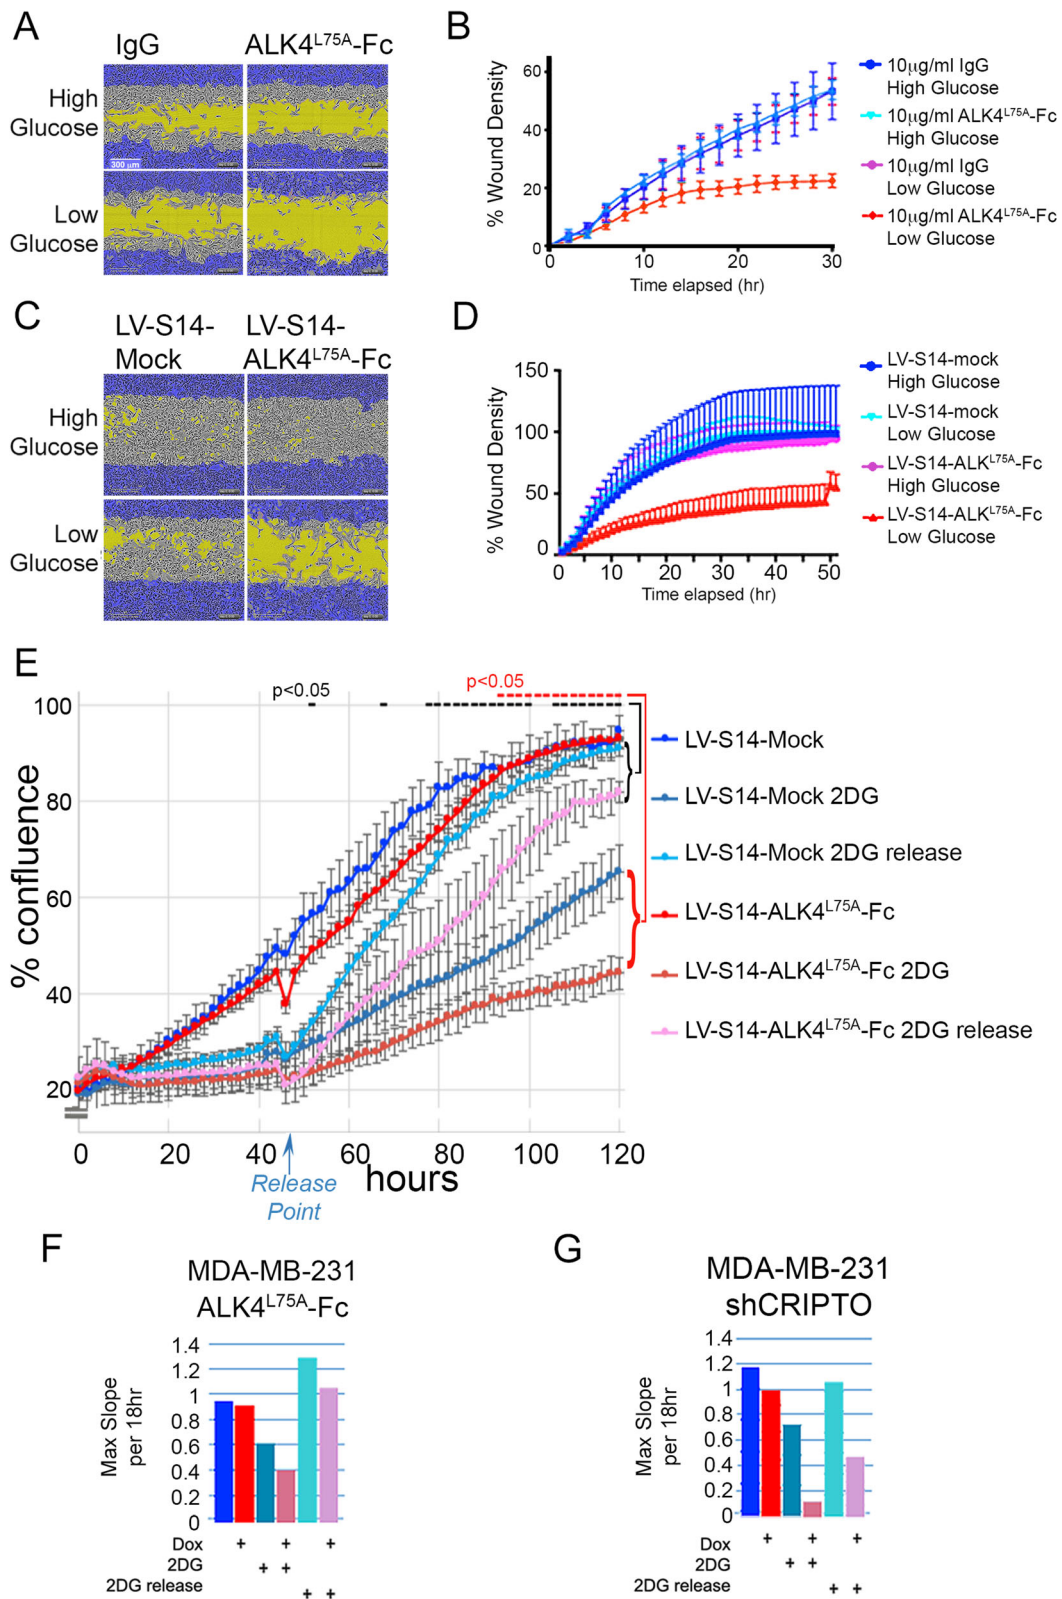 A
IgG
ALK4L75A-Fc
High
Glucose
300 μm
Low
Glucose
B
% Wound Density
60
40
20
0
0
10
20
30
Time elapsed (hr)
10μg/ml IgG
High Glucose
10μg/ml ALK4L75A-Fc
High Glucose
10μg/ml IgG
Low Glucose
10μg/ml ALK4L75A-Fc
Low Glucose
C
LV-S14-
Mock
LV-S14-
ALK4L75A-Fc
High
Glucose
Low
Glucose
D
% Wound Density
150
100
50
0
0
10
20
30
40
50
Time elapsed (hr)
LV-S14-mock
High Glucose
LV-S14-mock
Low Glucose
LV-S14-ALKL75A-Fc
High Glucose
LV-S14-ALKL75A-Fc
Low Glucose
E
p<0.05
p<0.05
% confluence
100
80
60
40
20
0
20
40
60
80
100
120
hours
Release
Point
LV-S14-Mock
LV-S14-Mock 2DG
LV-S14-Mock 2DG release
LV-S14-ALK4L75A-Fc
LV-S14-ALK4L75A-Fc 2DG
LV-S14-ALK4L75A-Fc 2DG release
F
MDA-MB-231
ALK4L75A-Fc
Max Slope
per 18hr
1.4
1.2
1
0.8
0.6
0.4
0.2
0
Dox + + +
2DG + +
2DG release + +
G
MDA-MB-231
shCRIPTO
Max Slope
per 18hr
1.4
1.2
1
0.8
0.6
0.4
0.2
0
+ + +
+ +
+ +